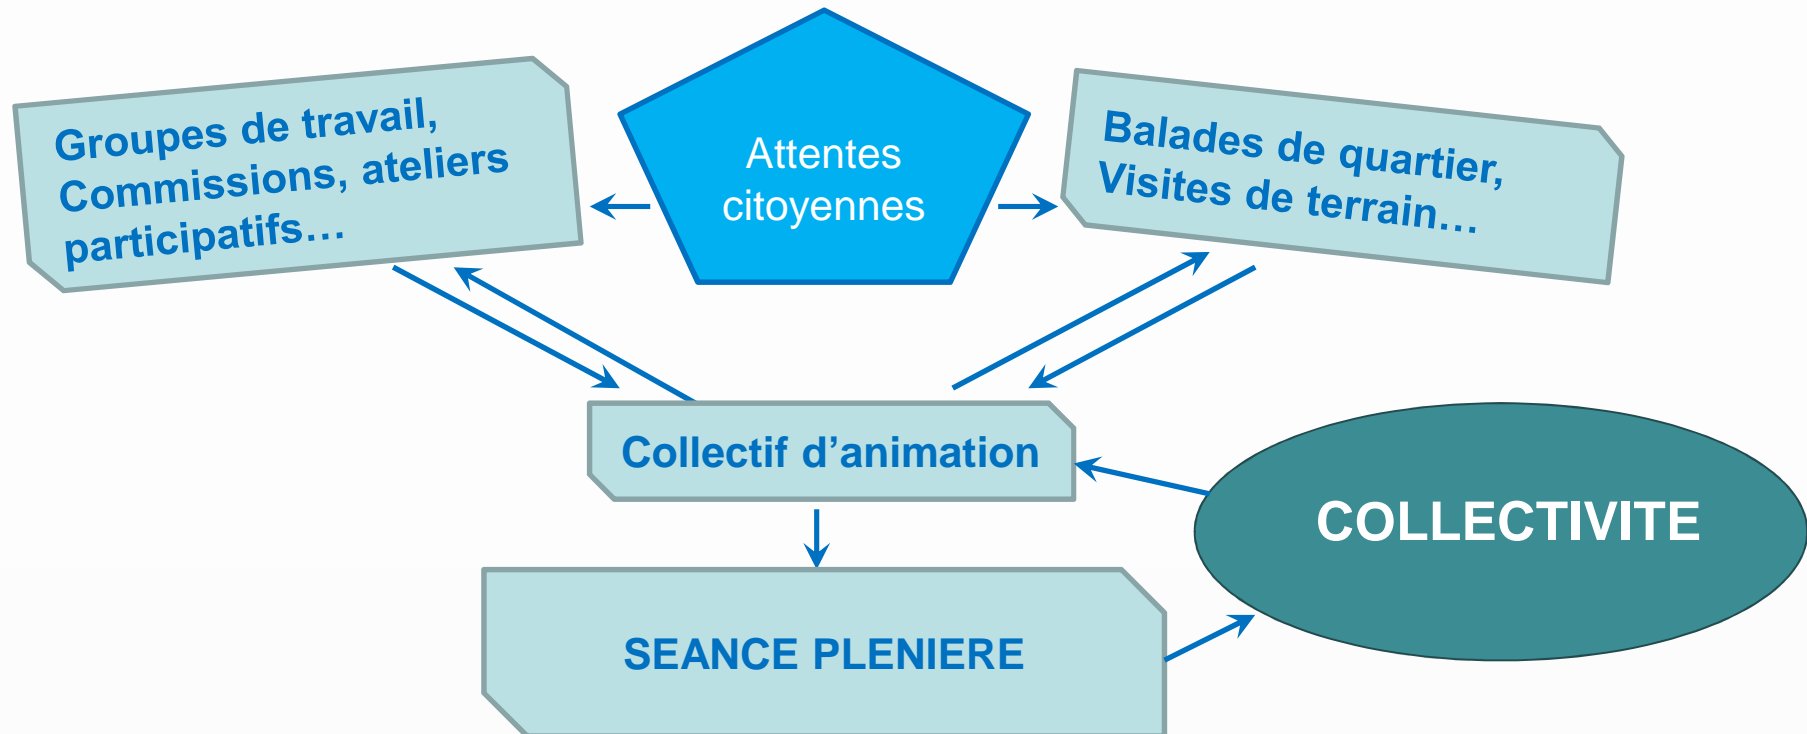 Groupes de travail,
Commissions, ateliers
participatifs…
Attentes
citoyennes
Balades de quartier,
Visites de terrain…
Collectif d’animation
COLLECTIVITE
SEANCE PLENIERE